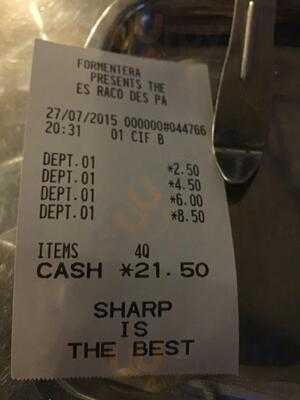 FORMENTERA
PRESENTS THE
ES RACO DES PA
27/07/2015 000000#044766
20:31 01 CIF B
DEPT.01 *2.50
DEPT.01 *4.50
DEPT.01 *6.00
DEPT.01 *8.50
ITEMS 4Q
CASH *21.50
SHARP
IS
THE BEST